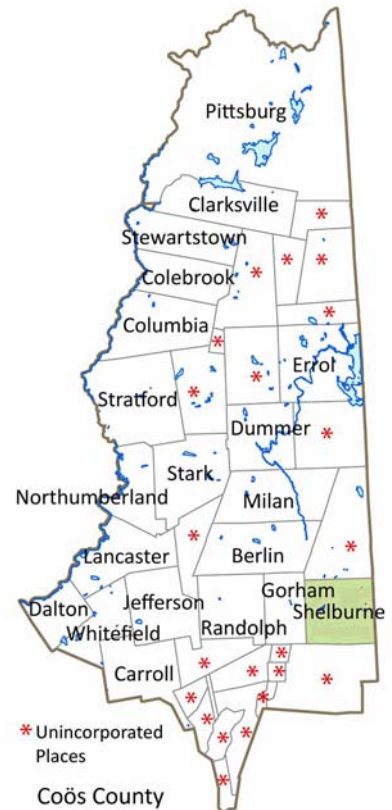 Pittsburg
Clarksville
Stewartstown
Colebrook
Columbia
Errol
Stratford
Dummer
Stark
Northumberland
Milan
Lancaster
Berlin
Gorham
Jefferson
Shelburne
Dalton
Randolph
Whitefield
Carroll
* Unincorporated
Places
Coös County